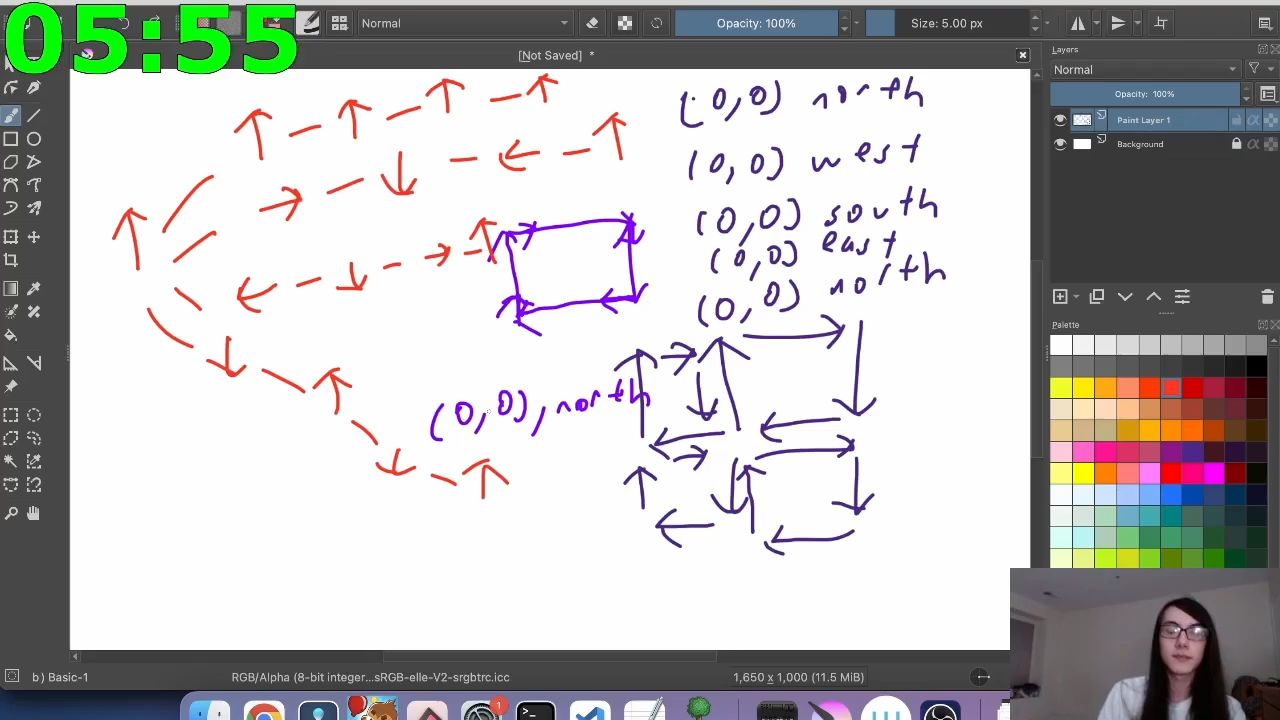 05:55
Normal
Opacity: 100%
Size: 5.00 px
[Not Saved] *
Layers
Normal
Opacity: 100%
Paint Layer 1
Background
(0,0) north
(0,0) west
(0,0) south
(0,0) east
(0,0) north
(0,0), north
Palette
b) Basic-1
RGB/Alpha (8-bit integer...sRGB-elle-V2-srgbtrc.icc
1,650 x 1,000 (11.5 MiB)
1